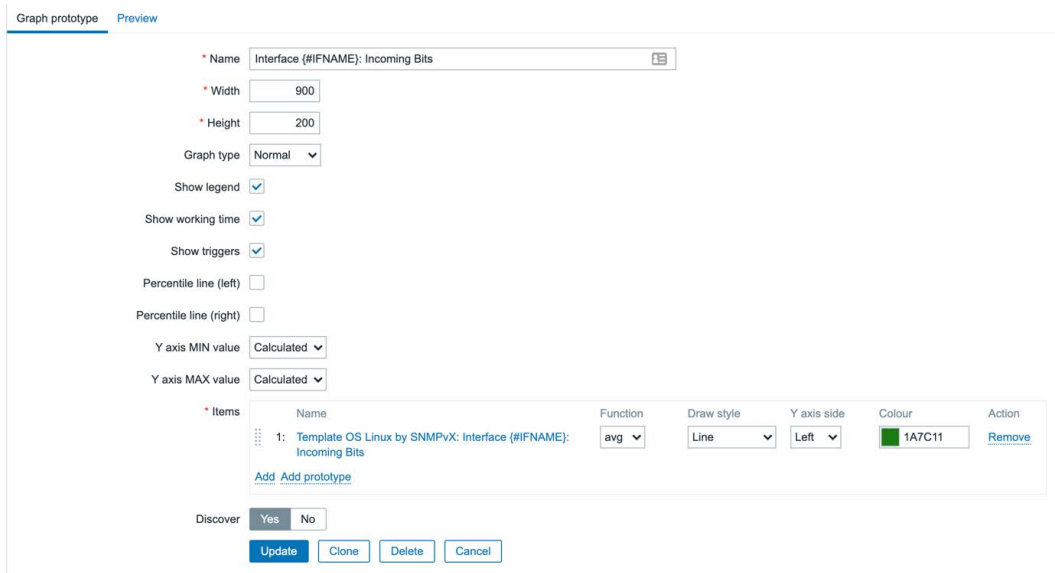 Graph prototype Preview
* Name Interface {#IFNAME}: Incoming Bits
* Width 900
* Height 200
Graph type Normal
Show legend
Show working time
Show triggers
Percentile line (left)
Percentile line (right)
Y axis MIN value Calculated
Y axis MAX value Calculated
* Items Name Function Draw style Y axis side Colour Action
1: Template OS Linux by SNMPvX: Interface {#IFNAME}: avg Line Left 1A7C11 Remove
Incoming Bits
Add Add prototype
Discover Yes No
Update Clone Delete Cancel